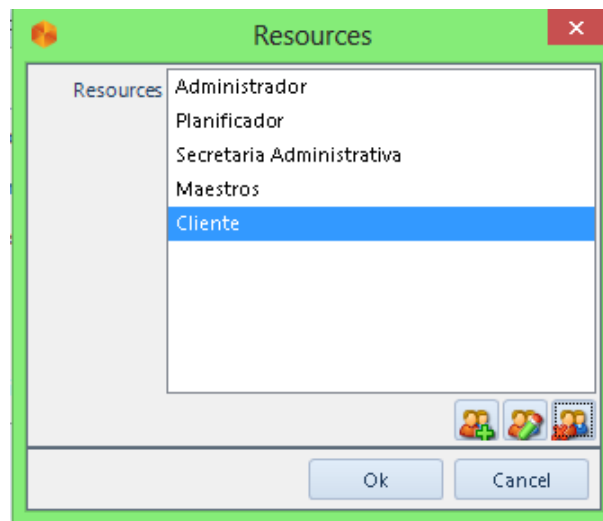 Resources
Resources
Administrador
Planificador
Secretaria Administrativa
Maestros
Cliente
Ok
Cancel